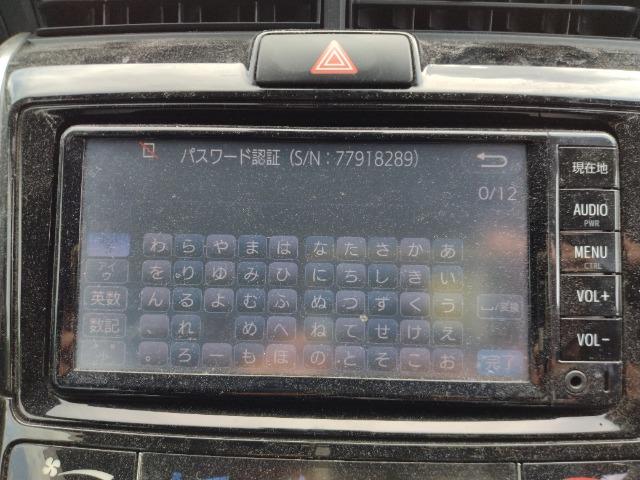 パスワード認証 (S/N : 77918289)
0/12
現在地
AUDIO
PWR
MENU
CTRL
VOL+
VOL-
わ ら や ま は な た さ か あ
を り ゆ み ひ に ち し き い
英数 ん る よ む ふ ぬ つ す く う
数記 、 れ め へ ね て せ け え
。 ろ ー も ほ の と そ こ お
完了